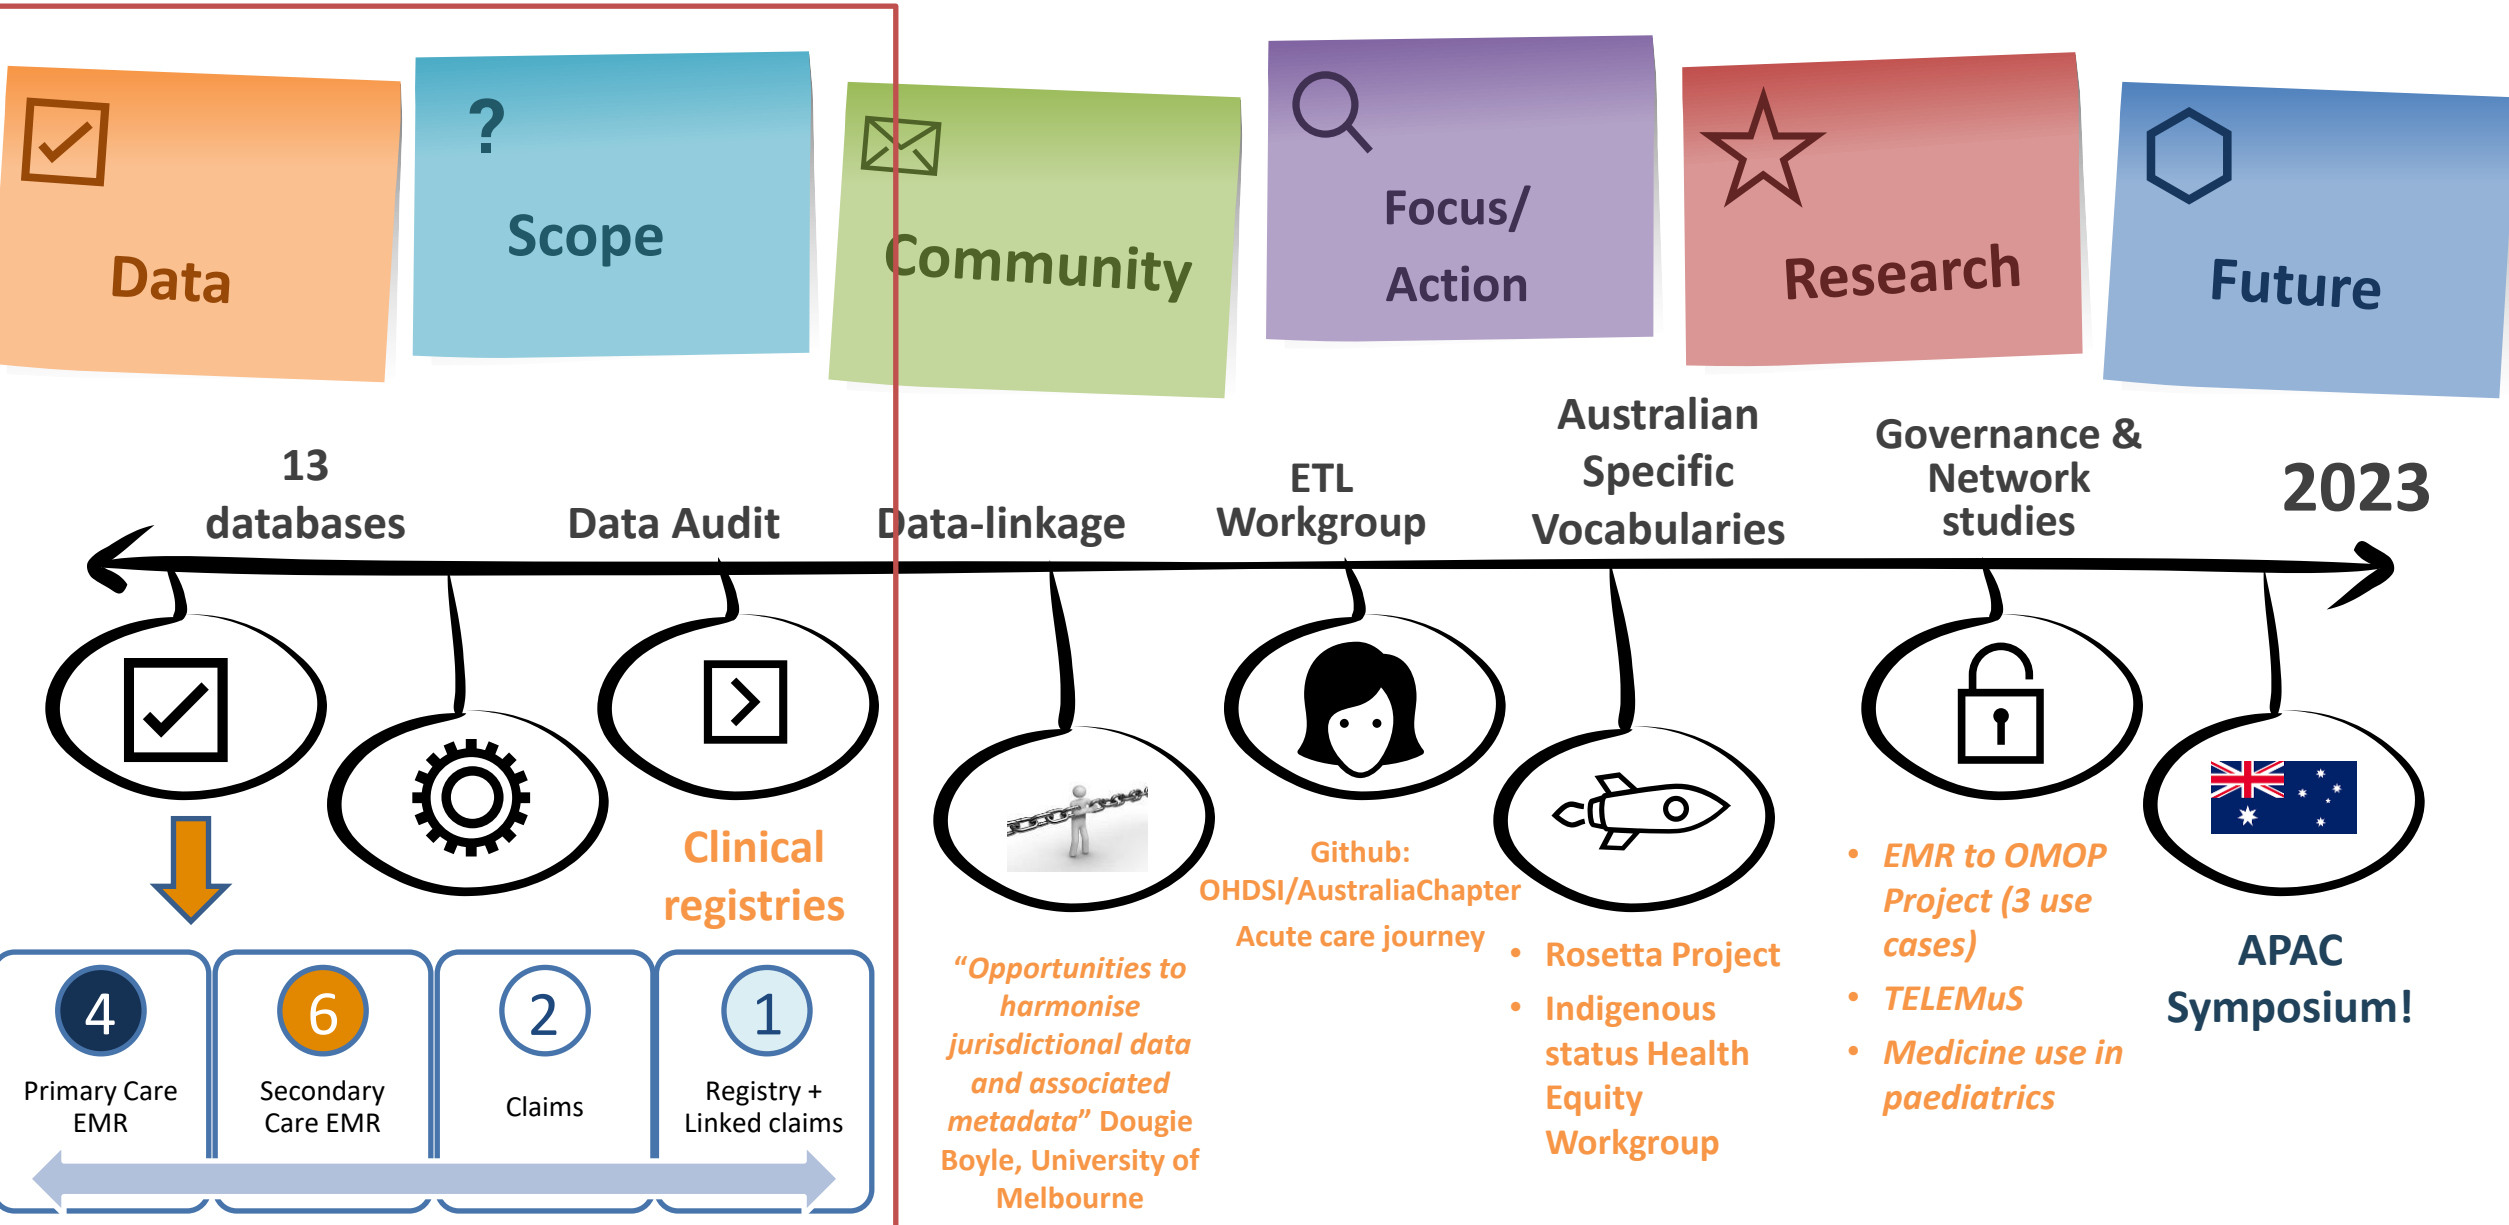 Data
?
Scope
Community
Focus/
Action
Research
Future
13
databases
Data Audit
Data-linkage
ETL
Workgroup
Australian
Specific
Vocabularies
Governance &
Network
studies
2023
Clinical
registries
4
Primary Care
EMR
6
Secondary
Care EMR
2
Claims
1
Registry +
Linked claims
“Opportunities to
harmonise
jurisdictional data
and associated
metadata” Dougie
Boyle, University of
Melbourne
Github:
OHDSI/AustraliaChapter
Acute care journey
• Rosetta Project
• Indigenous
status Health
Equity
Workgroup
• EMR to OMOP
Project (3 use
cases)
• TELEMuS
• Medicine use in
paediatrics
APAC
Symposium!